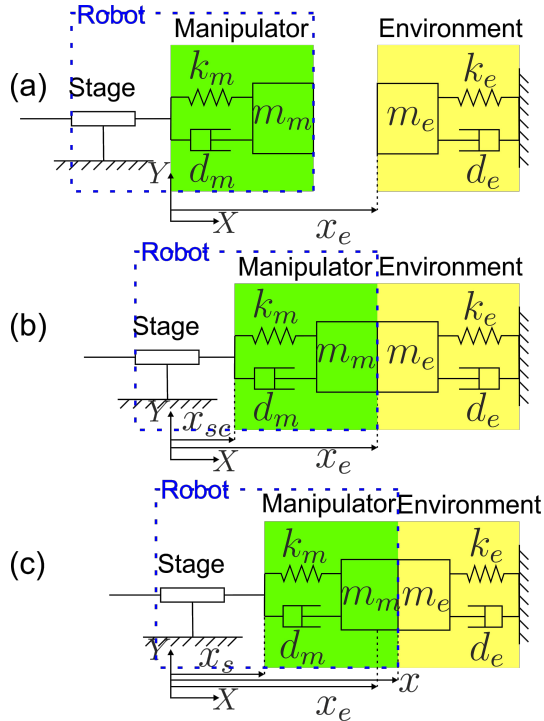 Robot
Manipulator
(a)
Stage
k_m
m_m
d_m
m_e
k_e
d_e
Y
X
x_e
Robot
Manipulator Environment
(b)
Stage
k_m
m_m
d_m
m_e
k_e
d_e
Y
x_sc
X
x_e
Robot
Manipulator Environment
(c)
Stage
k_m
m_m
d_m
m_e
k_e
d_e
Y
x_s
x
X
x_e
Environment